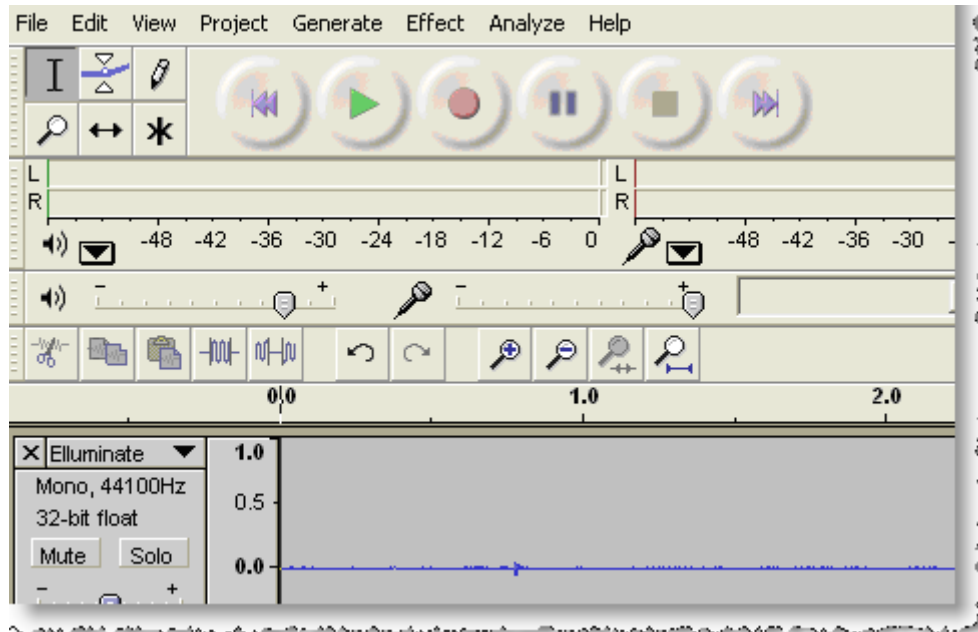 File Edit View Project Generate Effect Analyze Help
L L
R R
-48 -42 -36 -30 -24 -18 -12 -6 0 -48 -42 -36 -30 -
- + - +
0.0 1.0 2.0
X Elluminate 1.0
Mono, 44100Hz
0.5
32-bit float
Mute Solo
0.0
- +